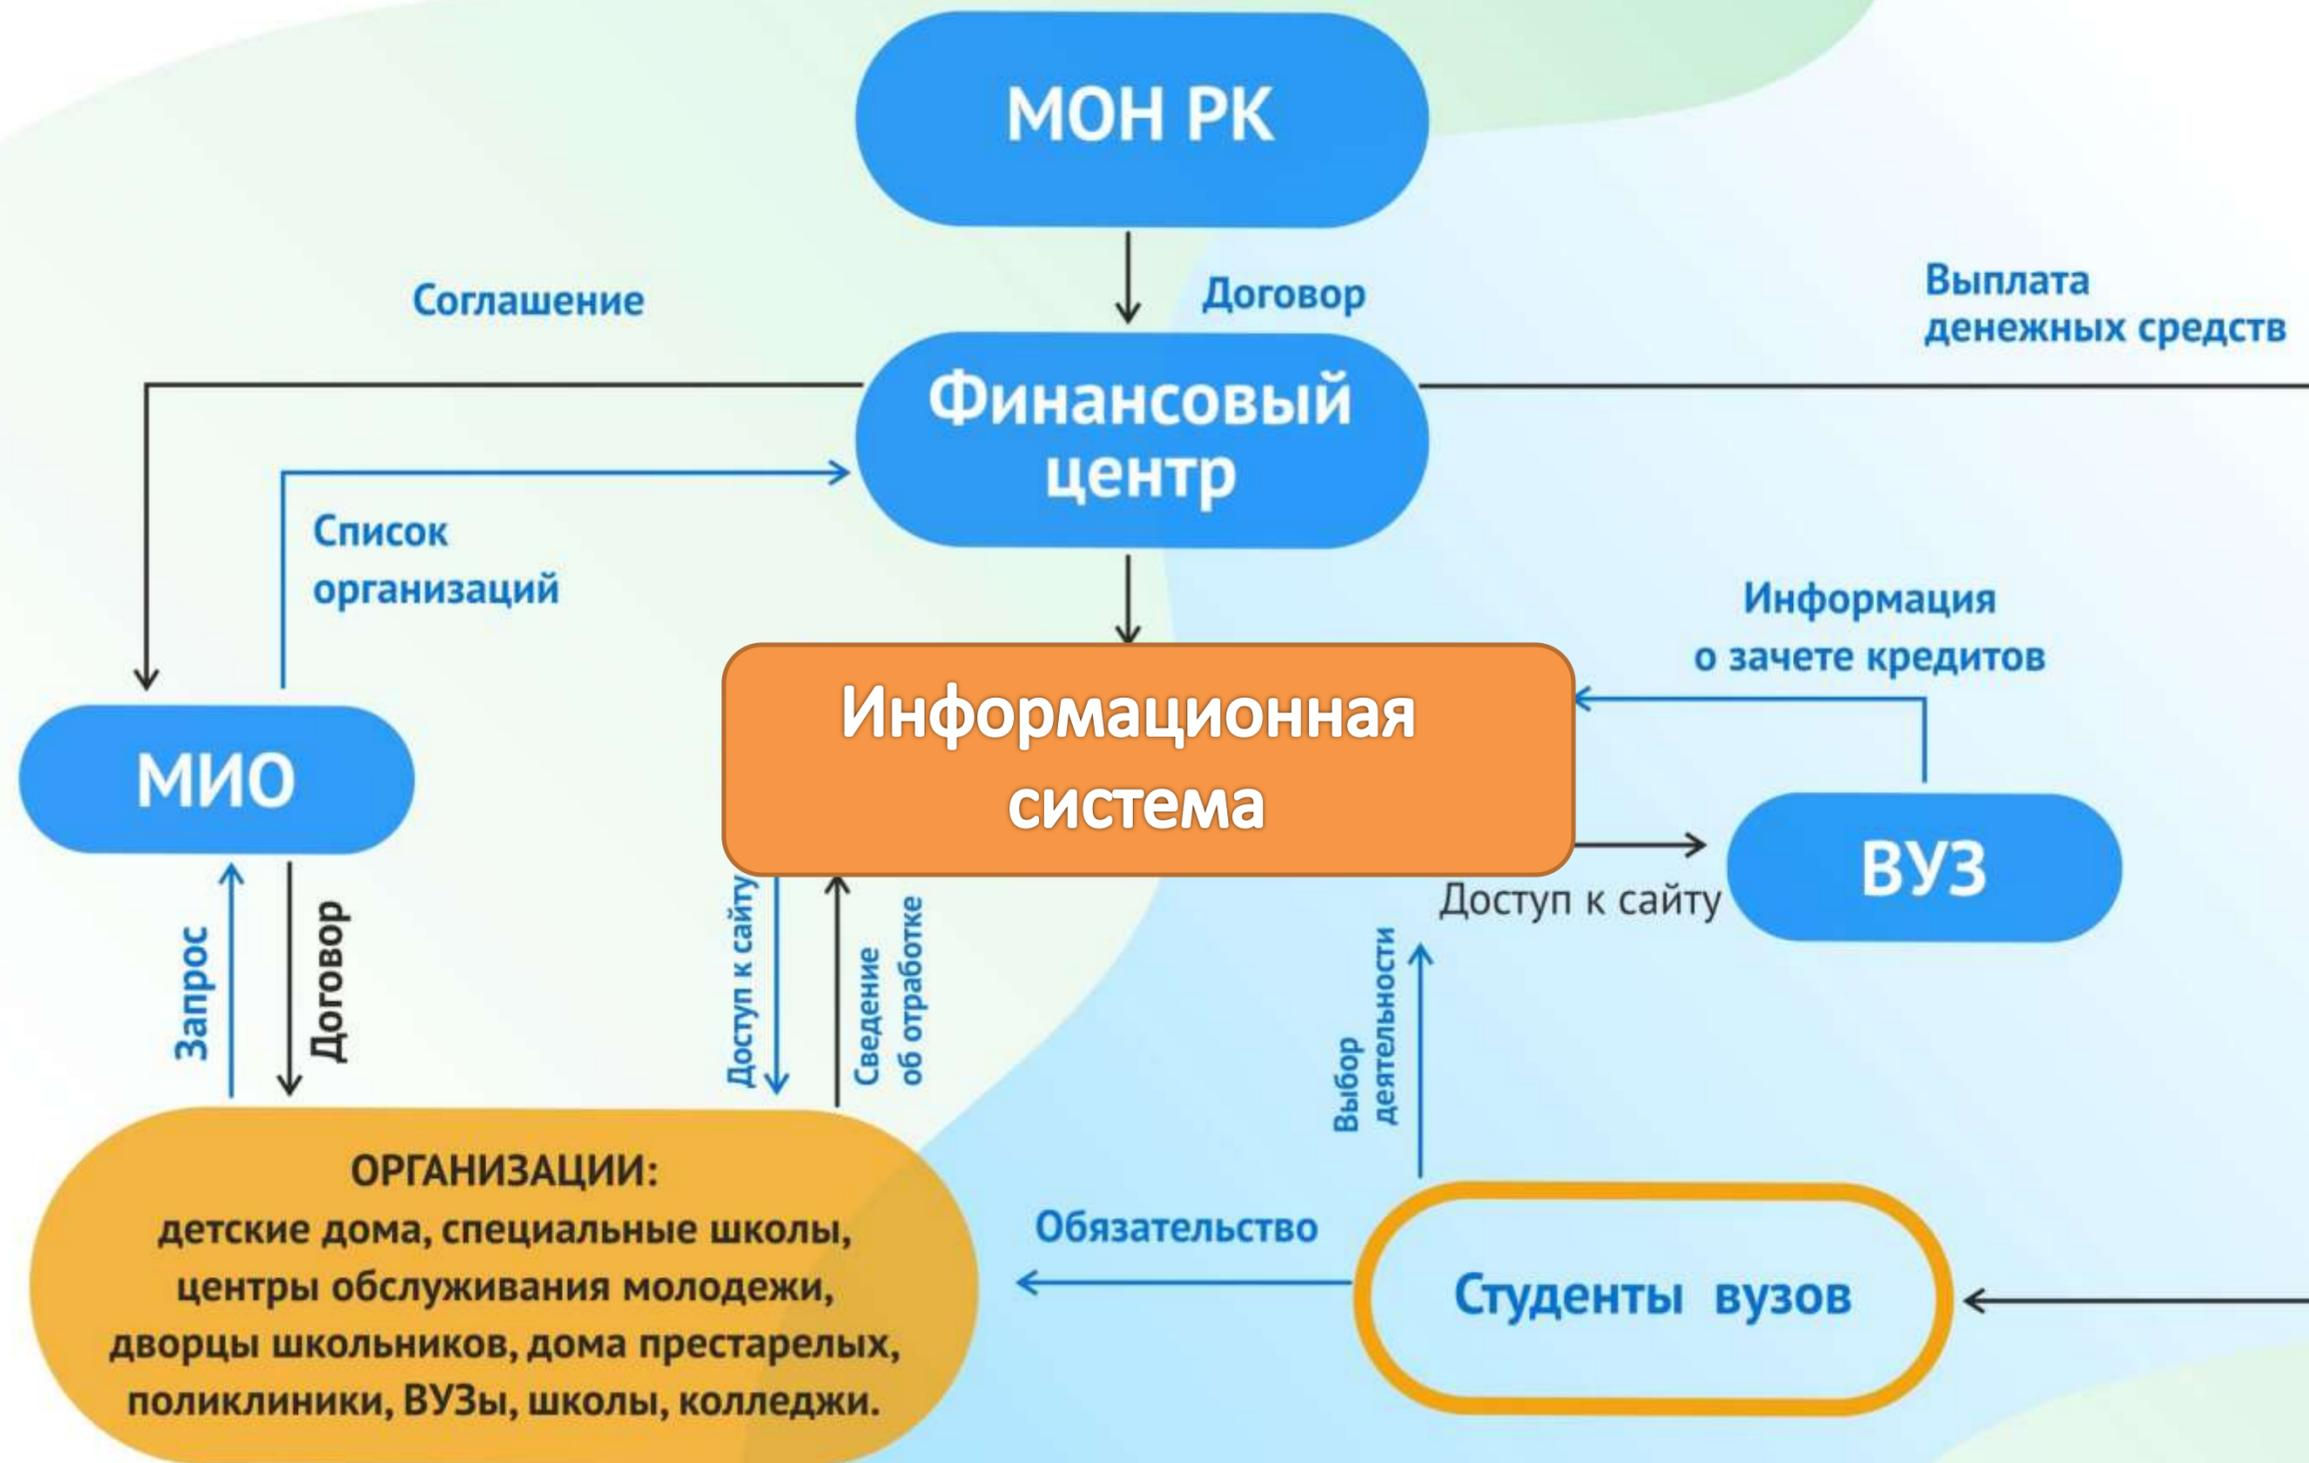 МОН РК
Соглашение
Договор
Выплата
денежных средств
Финансовый
центр
Список
организаций
Информация
о зачете кредитов
Информационная
система
МИО
ВУЗ
Доступ к сайту
Запрос
Договор
Доступ к сайту
Сведение
об отработке
Выбор
деятельности
ОРГАНИЗАЦИИ:
детские дома, специальные школы,
центры обслуживания молодежи,
дворцы школьников, дома престарелых,
поликлиники, ВУЗы, школы, колледжи.
Обязательство
Студенты вузов